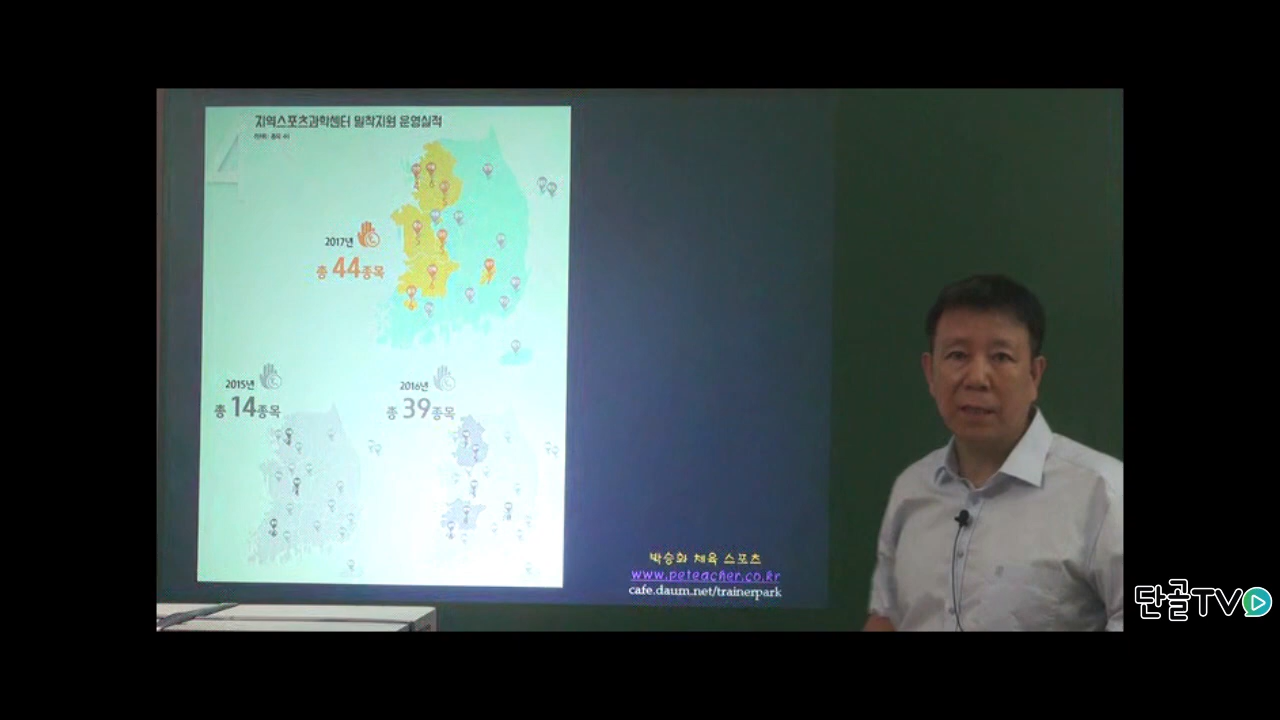 지역스포츠과학센터 밀착지원 운영실적
2017년
총 44종목
2015년
총 14종목
2016년
총 39종목
박승화 체육 스포츠
www.peteacher.co.kr
cafe.daum.net/trainerpark
단골TV